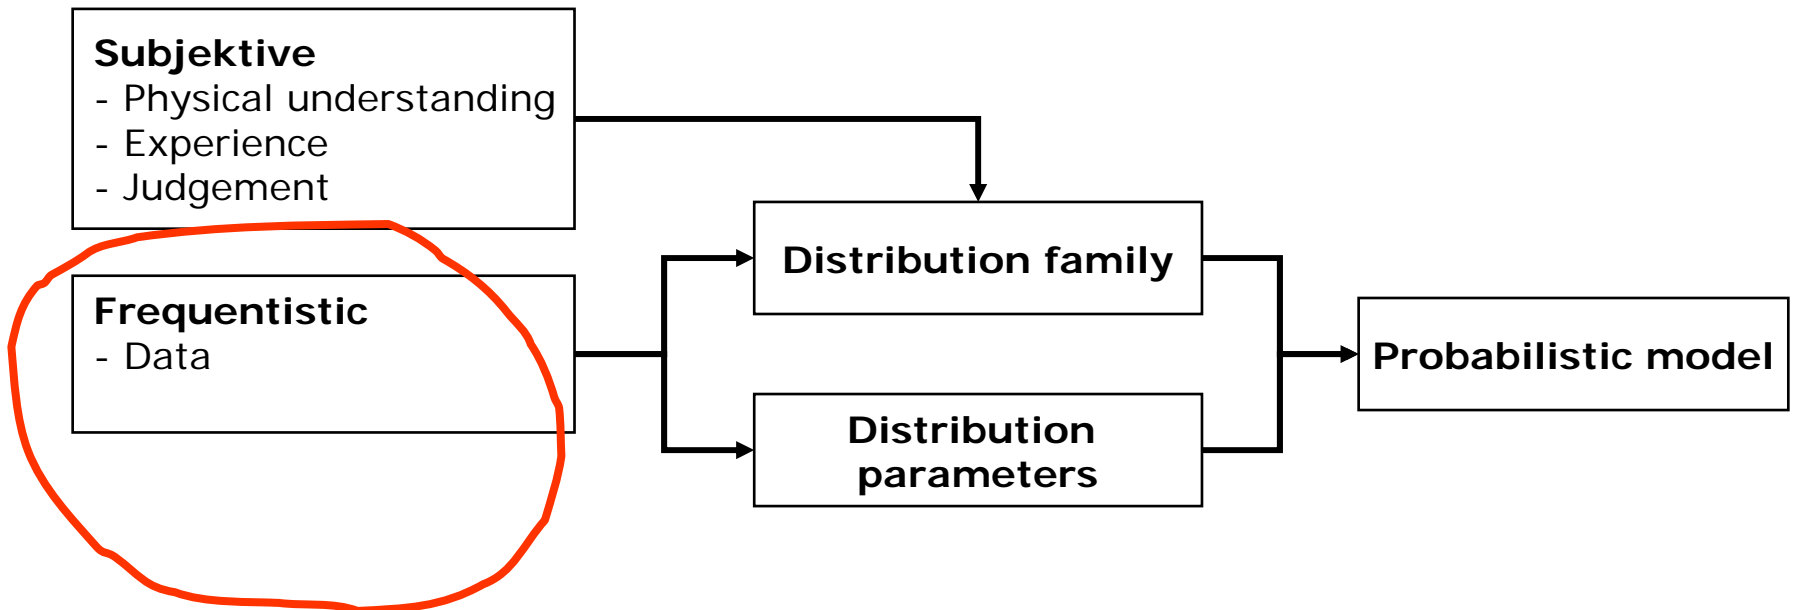 Subjektive
- Physical understanding
- Experience
- Judgement
Frequentistic
- Data
Distribution family
Distribution
parameters
Probabilistic model